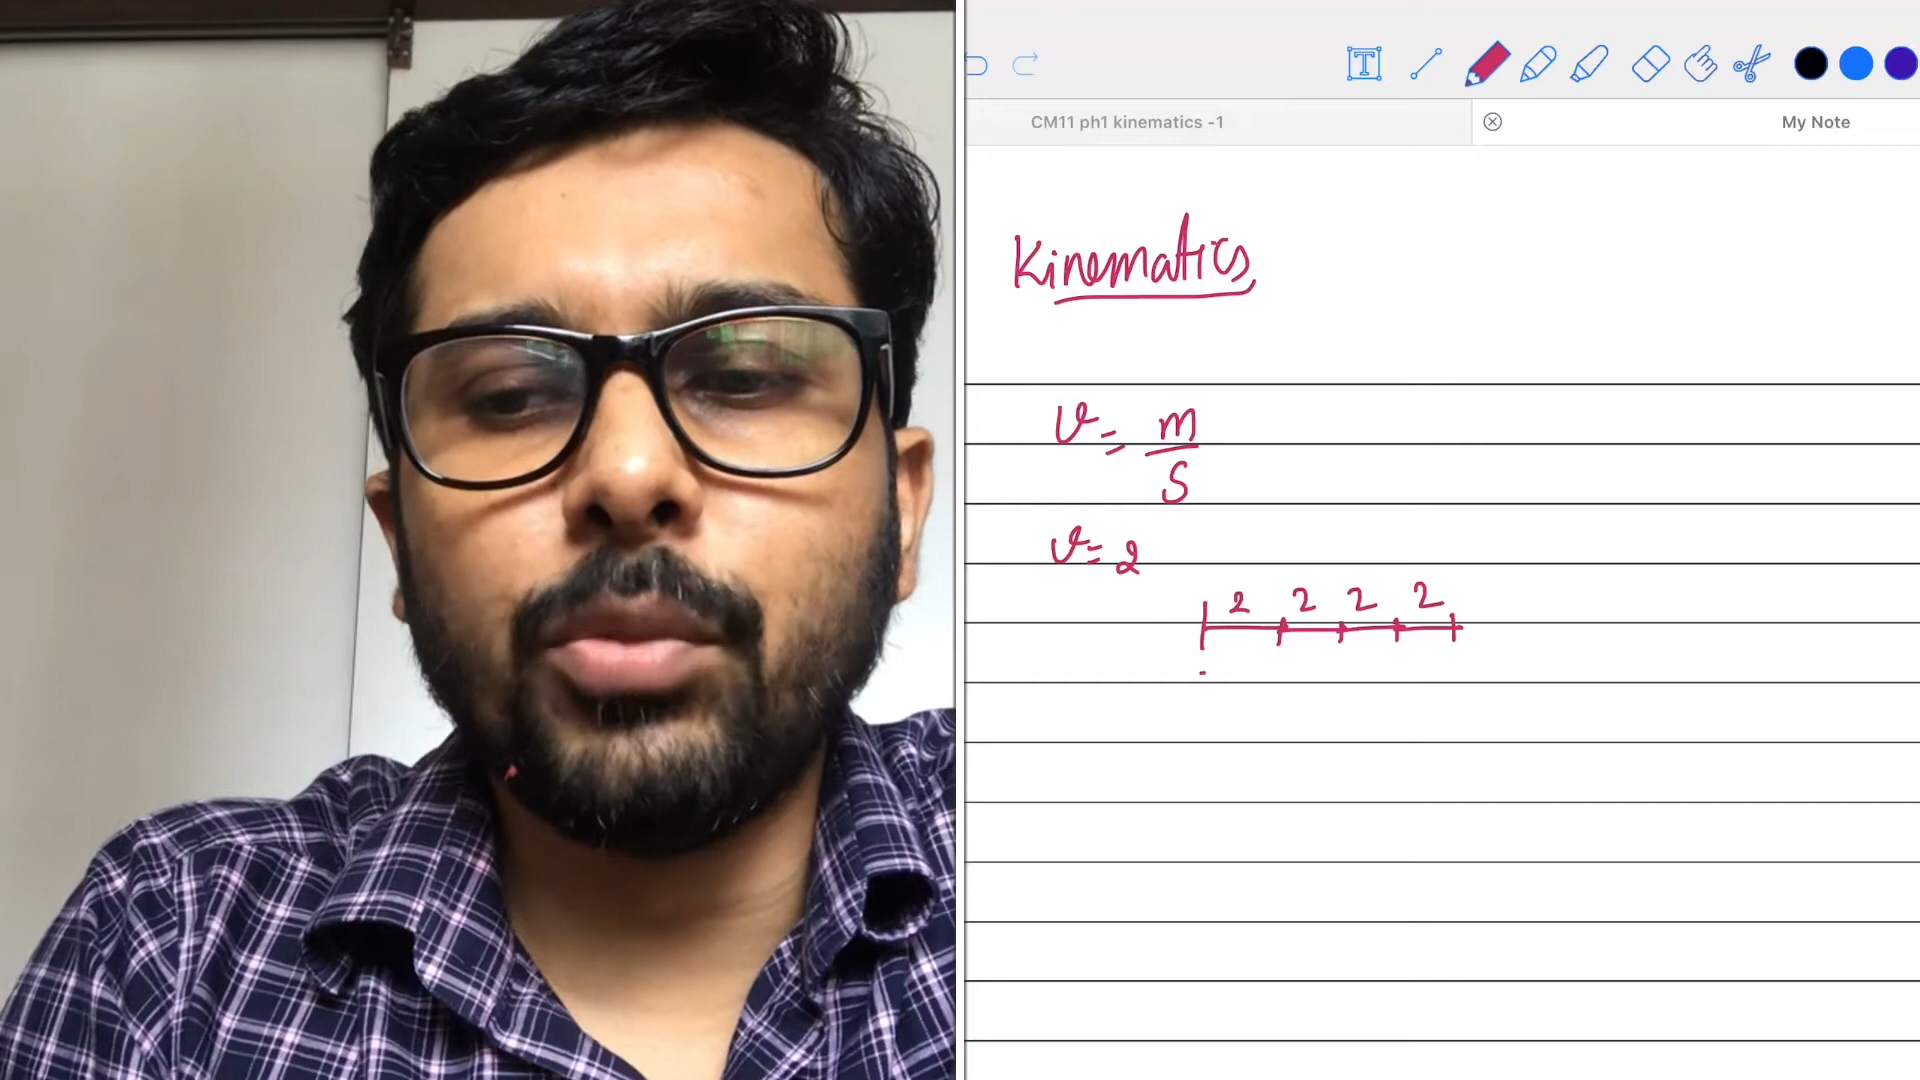 T
CM11 ph1 kinematics -1
My Note
Kinematics
v = m
s
v = 2
2 2 2 2